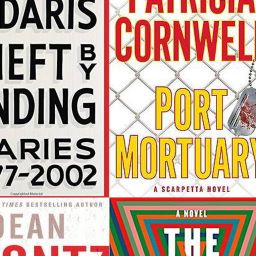 DARIS
HEFT BY
NDING
ARIES
77-2002
PATRICIA
CORNWELL
PORT
MORTUARY
A SCARPETTA NOVEL
TIMES BESTSELLING AUTHOR
DEAN
ONTZ
A NOVEL
THE